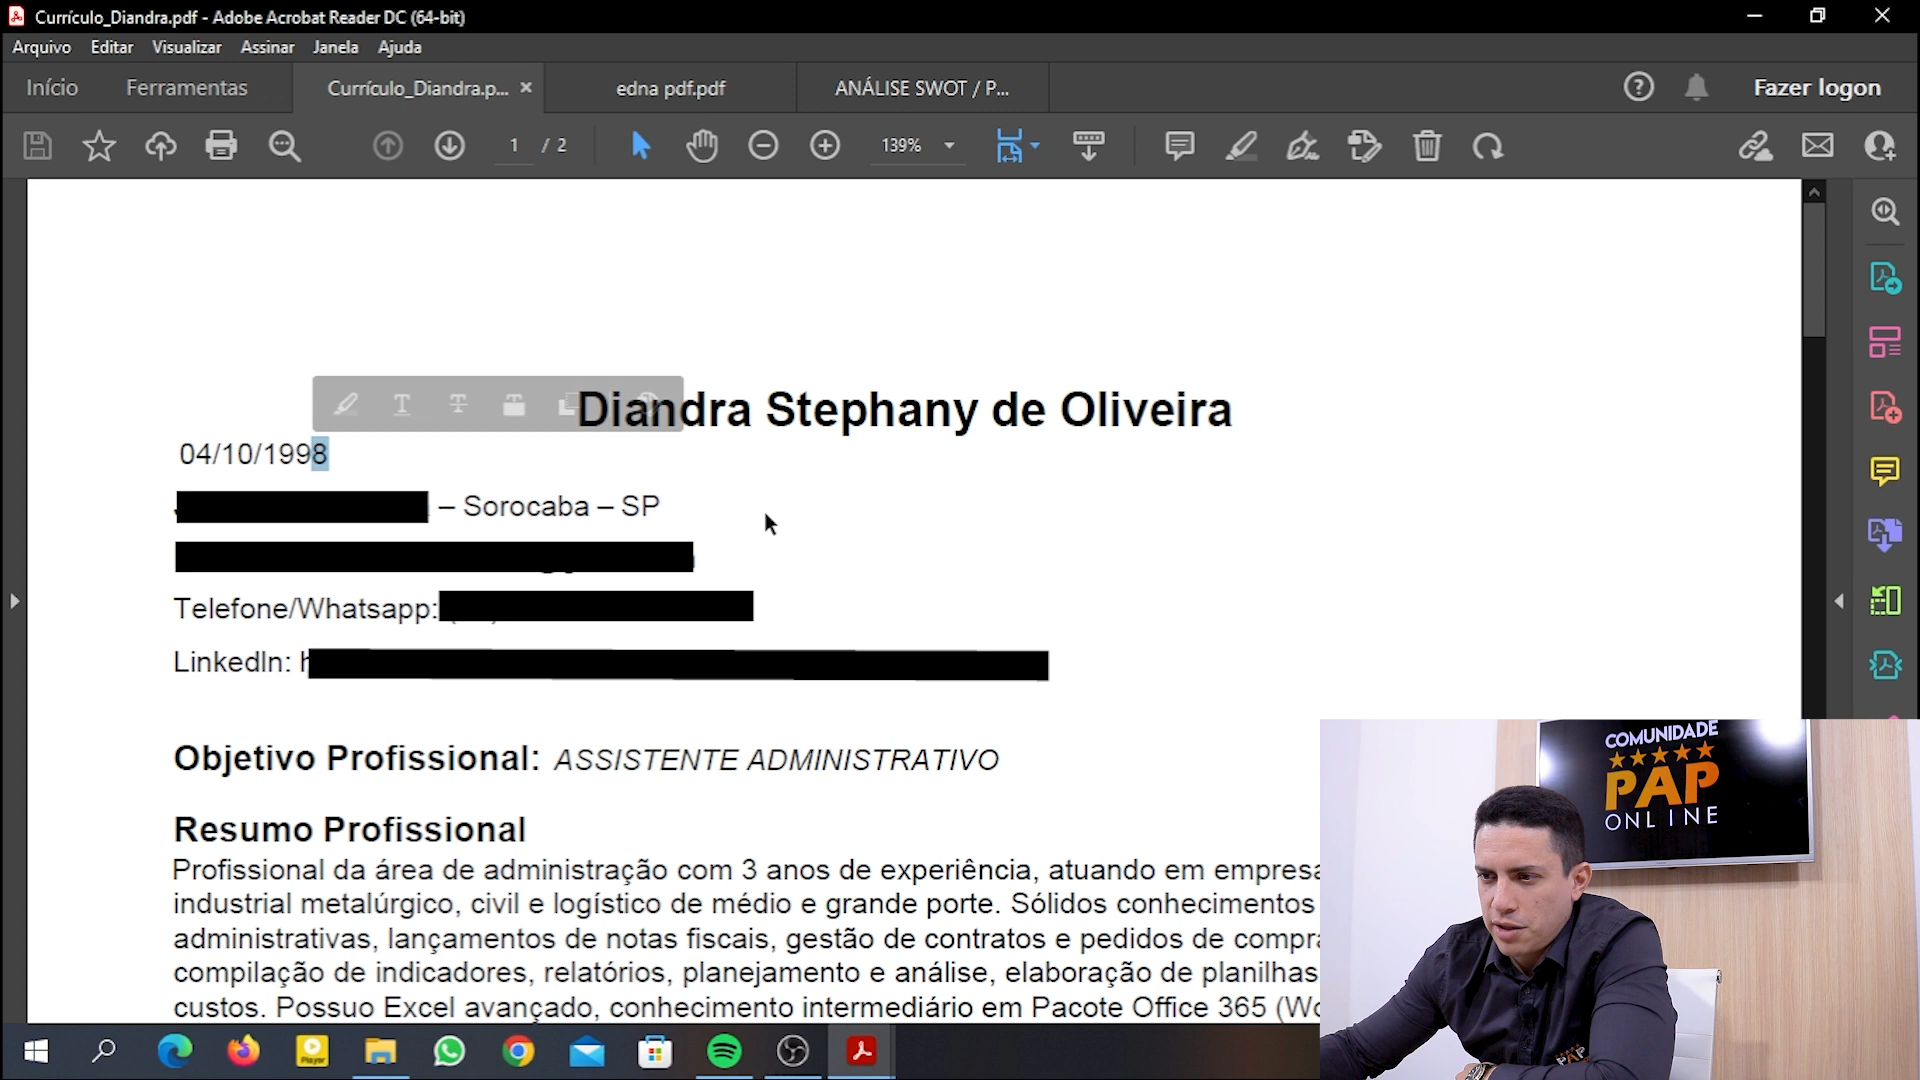 Currículo_Diandra.pdf - Adobe Acrobat Reader DC (64-bit)
Arquivo Editar Visualizar Assinar Janela Ajuda
Início Ferramentas Currículo_Diandra.p... edna pdf.pdf ANÁLISE SWOT / P... Fazer logon
1 / 2 139%
Diandra Stephany de Oliveira
04/10/1998
– Sorocaba – SP
Telefone/Whatsapp:
LinkedIn: h
Objetivo Profissional: ASSISTENTE ADMINISTRATIVO
Resumo Profissional
Profissional da área de administração com 3 anos de experiência, atuando em empresa
industrial metalúrgico, civil e logístico de médio e grande porte. Sólidos conhecimentos
administrativas, lançamentos de notas fiscais, gestão de contratos e pedidos de compra
compilação de indicadores, relatórios, planejamento e análise, elaboração de planilhas
custos. Possuo Excel avançado, conhecimento intermediário em Pacote Office 365 (Wo
COMUNIDADE
PAP
ONLINE
PAP
Player